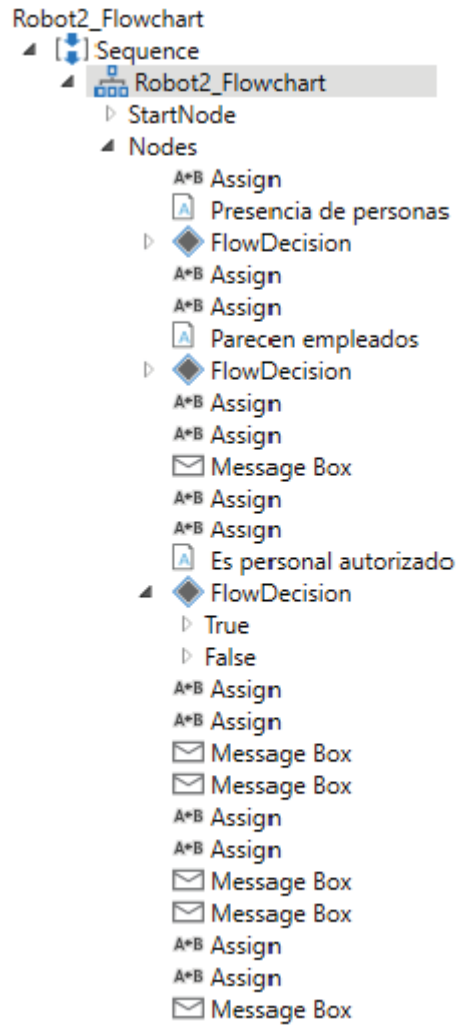 Robot2_Flowchart
Sequence
Robot2_Flowchart
StartNode
Nodes
A+B Assign
A Presencia de personas
FlowDecision
A+B Assign
A+B Assign
A Parecen empleados
FlowDecision
A+B Assign
A+B Assign
Message Box
A+B Assign
A+B Assign
A Es personal autorizado
FlowDecision
True
False
A+B Assign
A+B Assign
Message Box
Message Box
A+B Assign
A+B Assign
Message Box
Message Box
A+B Assign
A+B Assign
Message Box